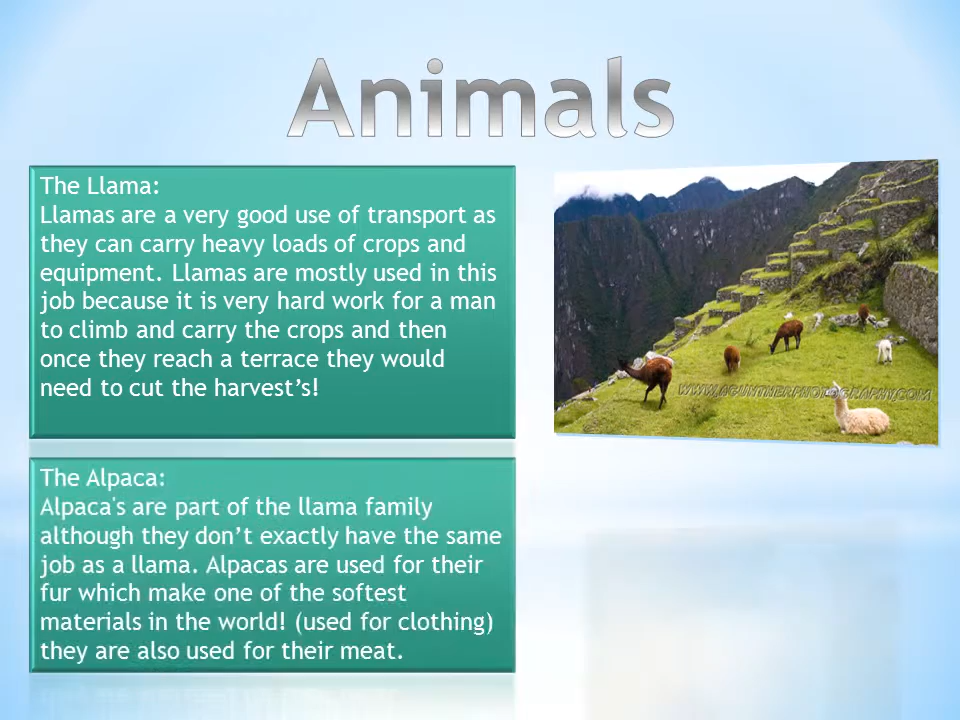 Animals
The Llama:
Llamas are a very good use of transport as
they can carry heavy loads of crops and
equipment. Llamas are mostly used in this
job because it is very hard work for a man
to climb and carry the crops and then
once they reach a terrace they would
need to cut the harvest’s!
WWW.AGUNTHERPHOTOGRAPHY.COM
The Alpaca:
Alpaca's are part of the llama family
although they don’t exactly have the same
job as a llama. Alpacas are used for their
fur which make one of the softest
materials in the world! (used for clothing)
they are also used for their meat.